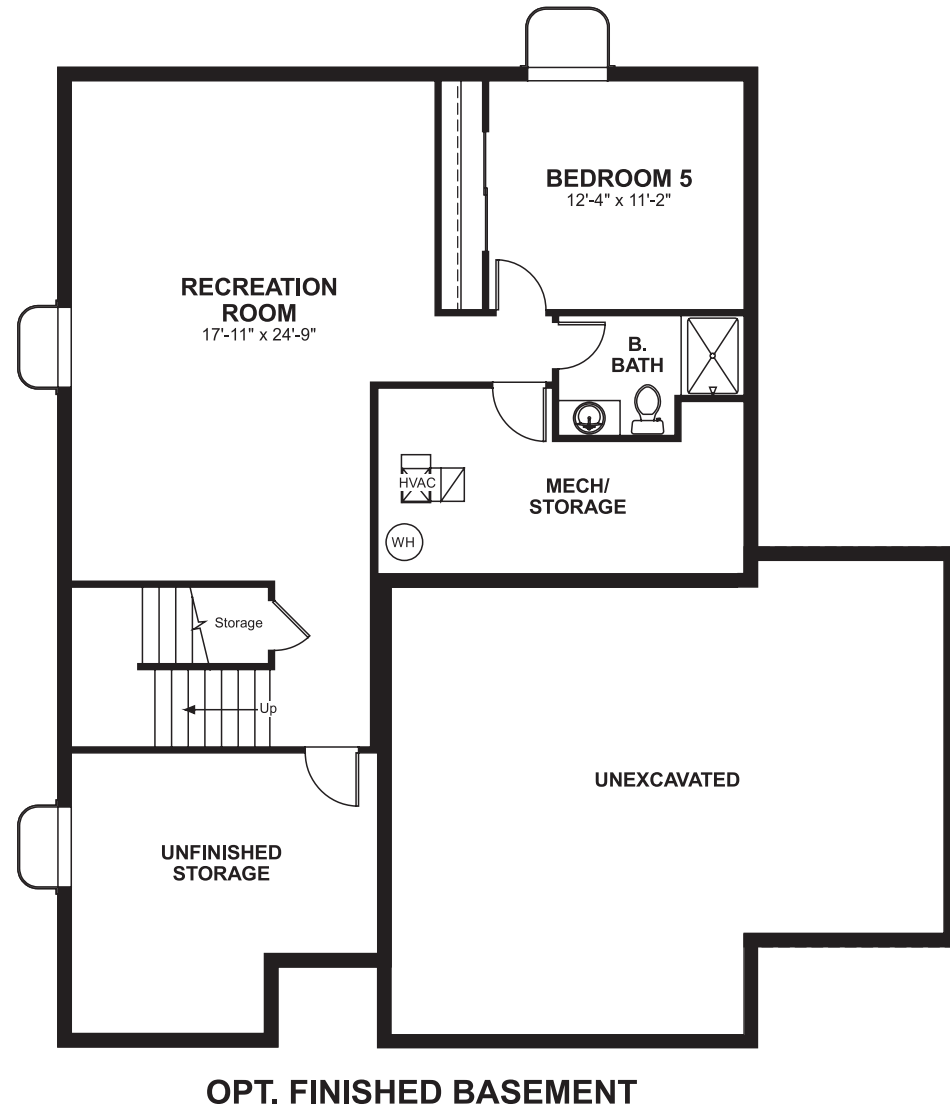 BEDROOM 5
12'-4" x 11'-2"
RECREATION
ROOM
17'-11" x 24'-9"
B.
BATH
HVAC
MECH/
STORAGE
WH
Storage
Up
UNEXCAVATED
UNFINISHED
STORAGE
OPT. FINISHED BASEMENT